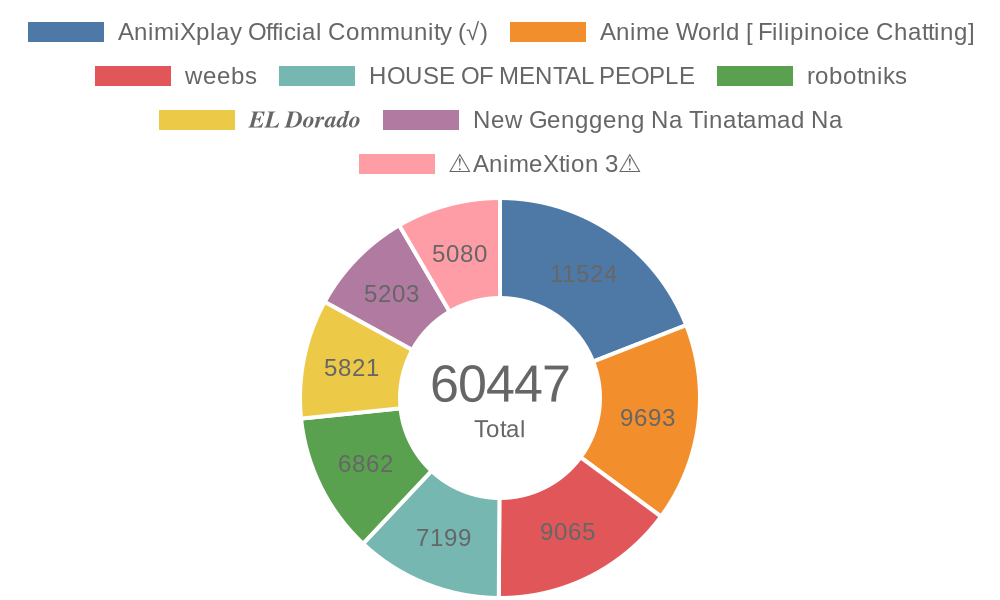 AnimiXplay Official Community (√) Anime World [ Filipinoice Chatting]
weebs HOUSE OF MENTAL PEOPLE robotniks
𝑬𝑳 𝑫𝒐𝒓𝒂𝒅𝒐 New Genggeng Na Tinatamad Na
⚠AnimeXtion 3⚠
5080 11524
5203
5821 60447
Total 9693
6862
7199 9065